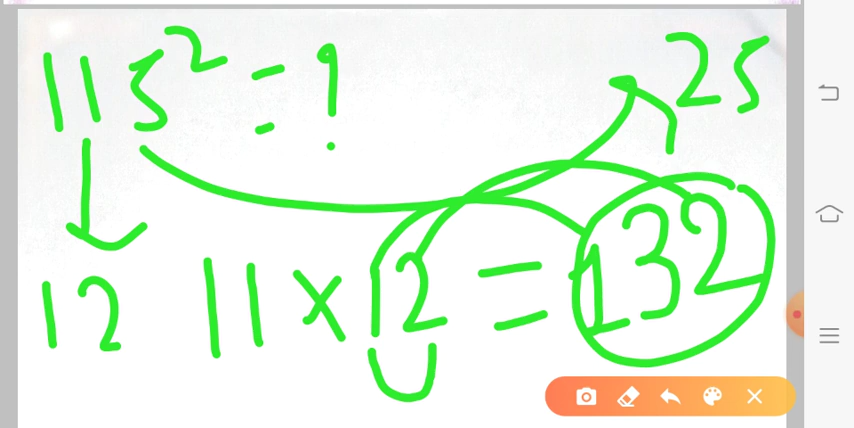 115² = ?
25
12 11 × 12 = 132